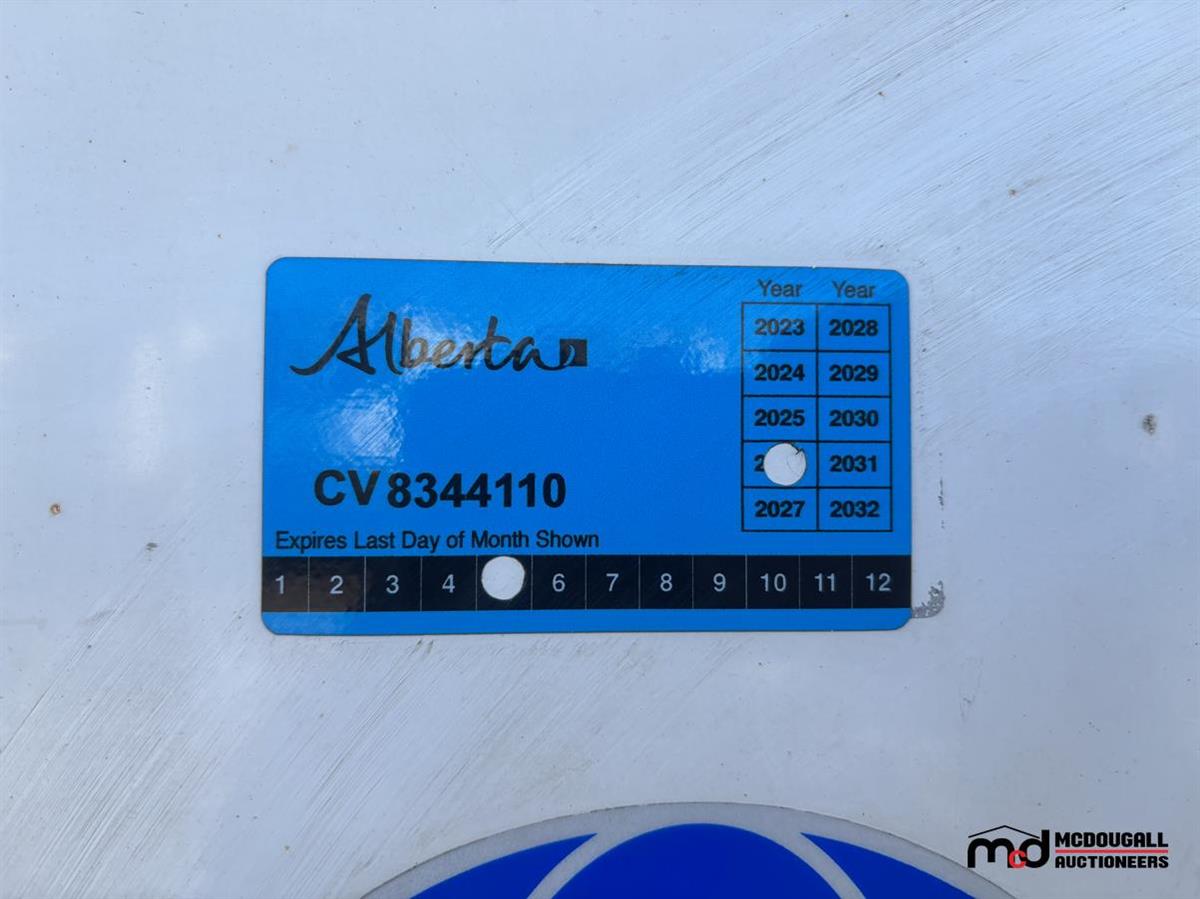 Alberta
Year Year
2023 2028
2024 2029
2025 2030
2031
2027 2032
CV 8344110
Expires Last Day of Month Shown
1 2 3 4 6 7 8 9 10 11 12
mcd MCDOUGALL
AUCTIONEERS